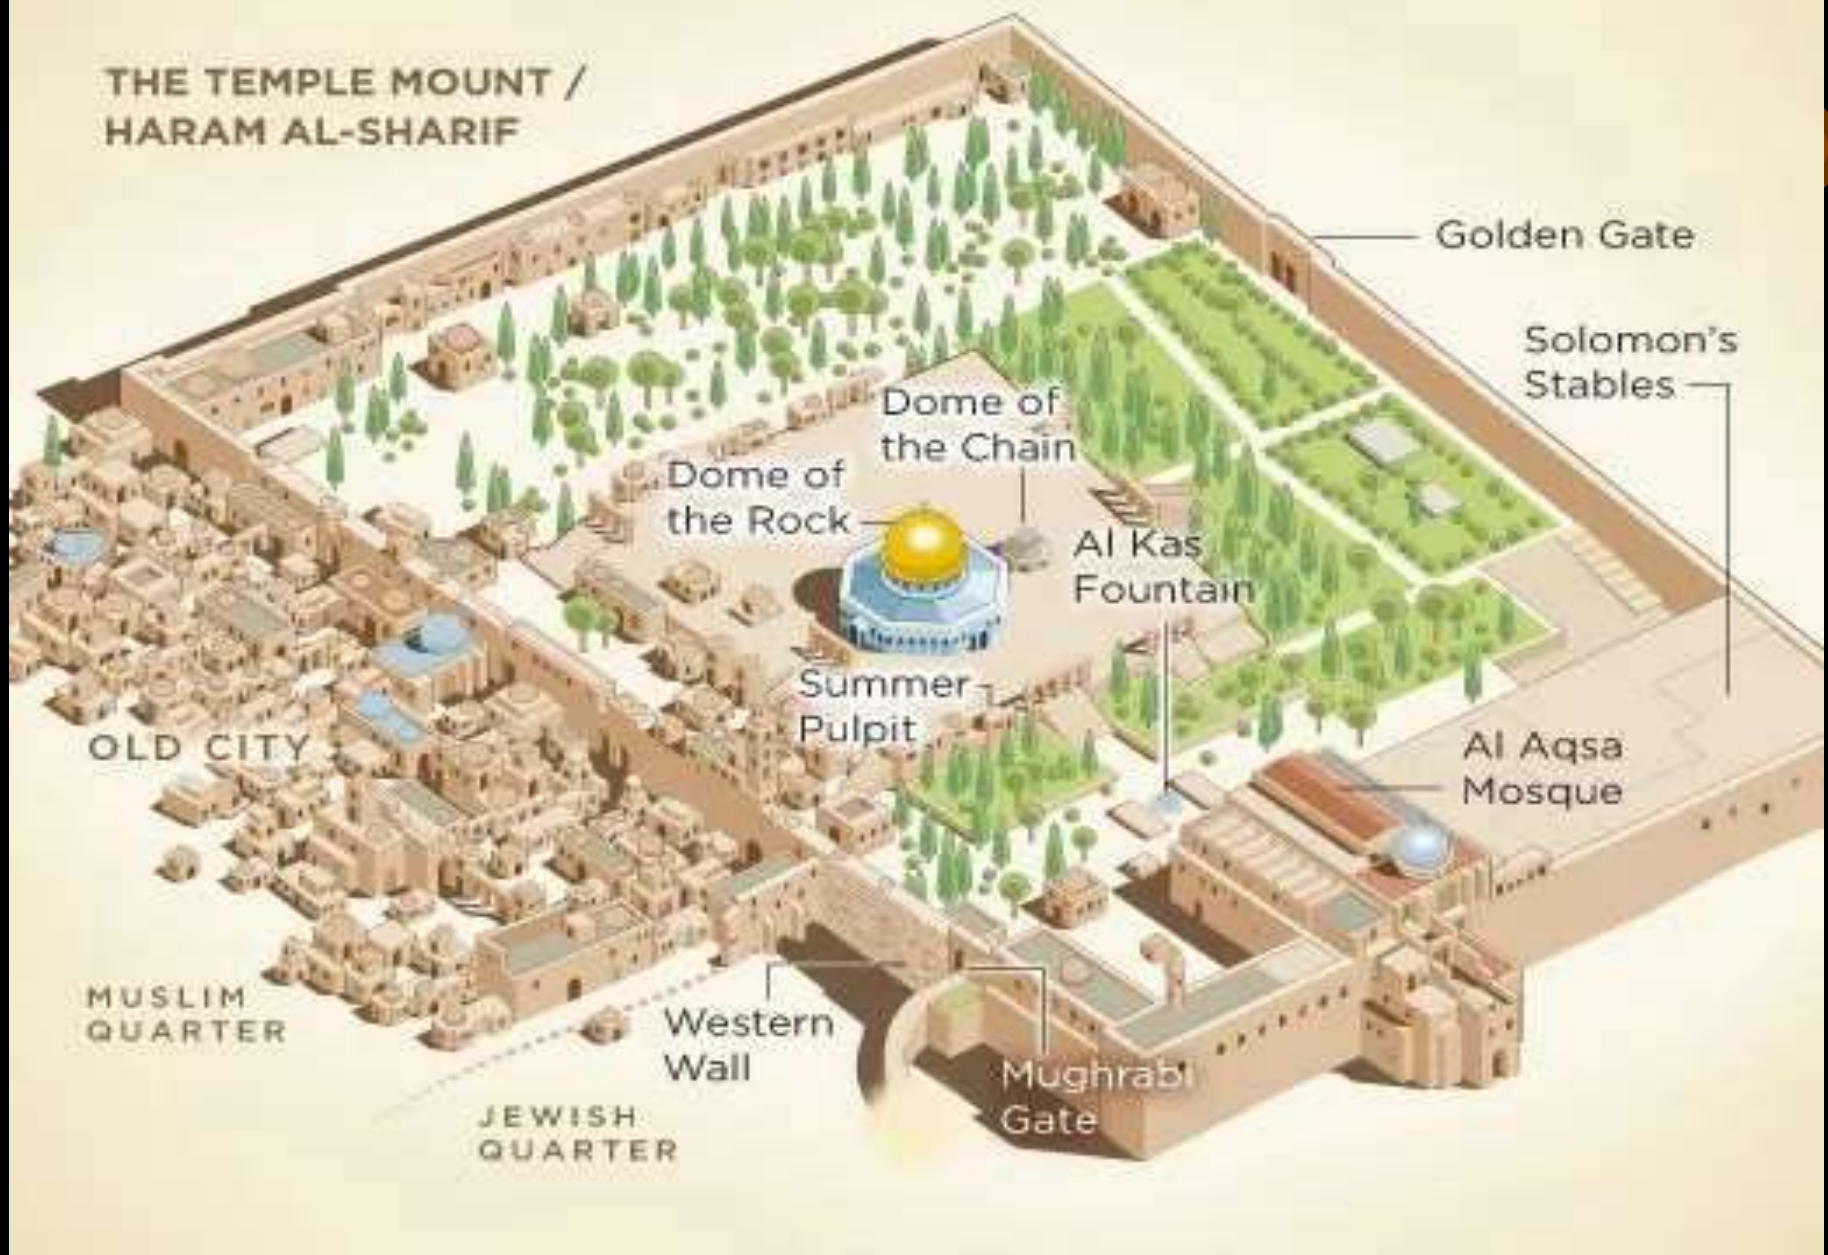 THE TEMPLE MOUNT /
HARAM AL-SHARIF
Golden Gate
Solomon's
Stables
Dome of
the Chain
Dome of
the Rock
Al Kas
Fountain
Summer
Pulpit
OLD CITY
Al Aqsa
Mosque
MUSLIM
QUARTER
Western
Wall
Mughrabi
Gate
JEWISH
QUARTER